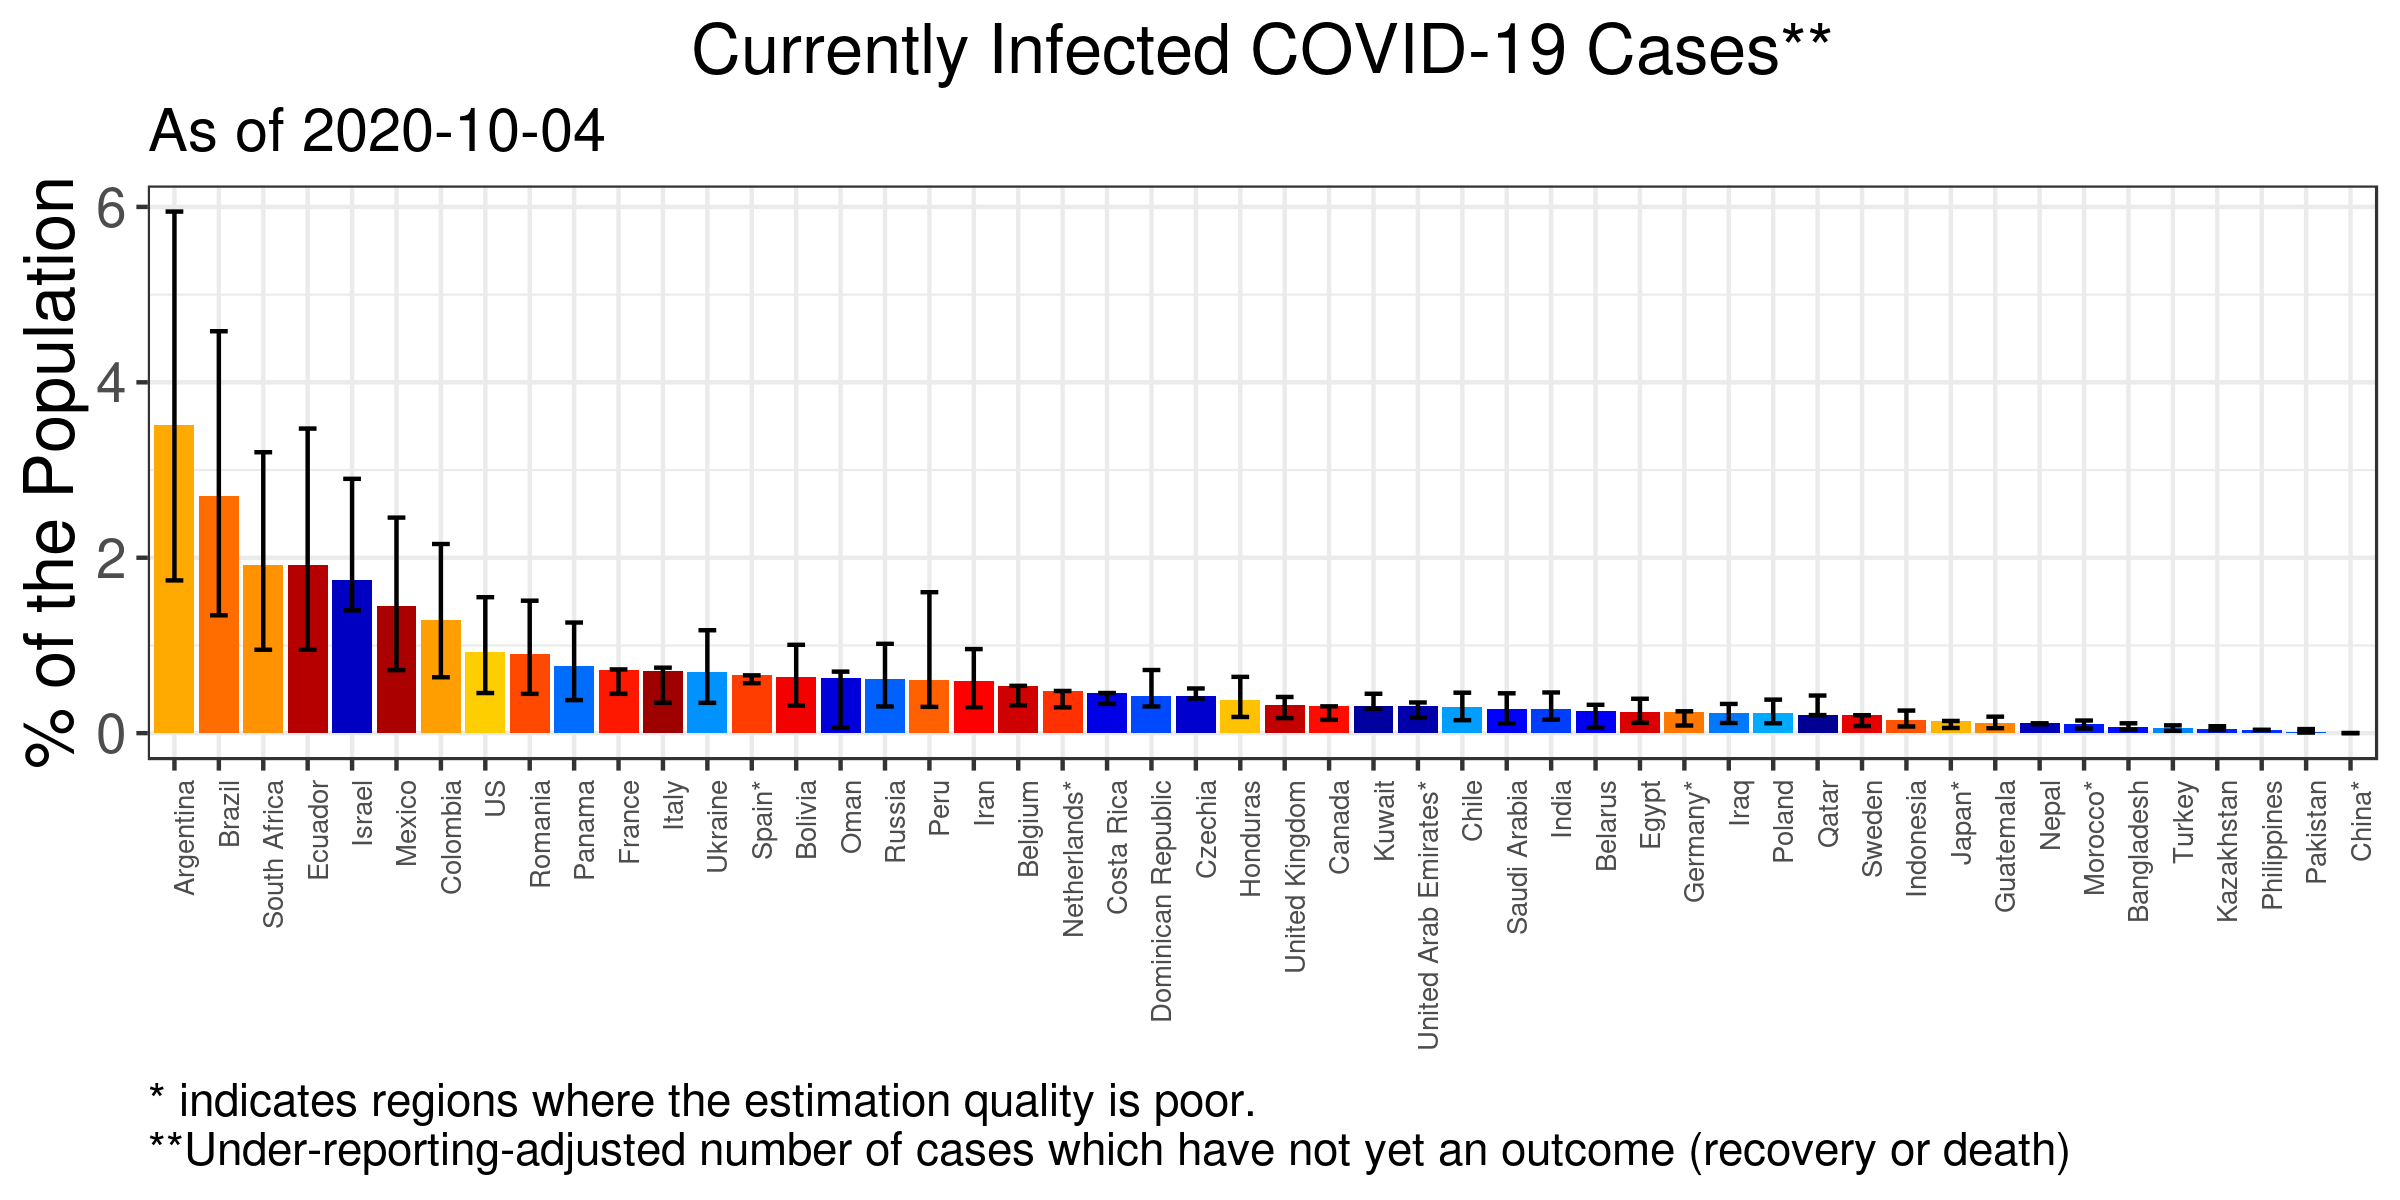 Currently Infected COVID-19 Cases**
As of 2020-10-04
% of the Population
6
4
2
0
Argentina
Brazil
South Africa
Ecuador
Israel
Mexico
Colombia
US
Romania
Panama
France
Italy
Ukraine
Spain*
Bolivia
Oman
Russia
Peru
Iran
Belgium
Netherlands*
Costa Rica
Dominican Republic
Czechia
Honduras
United Kingdom
Canada
Kuwait
United Arab Emirates*
Chile
Saudi Arabia
India
Belarus
Egypt
Germany*
Iraq
Poland
Qatar
Sweden
Indonesia
Japan*
Guatemala
Nepal
Morocco*
Bangladesh
Turkey
Kazakhstan
Philippines
Pakistan
China*
* indicates regions where the estimation quality is poor.
**Under-reporting-adjusted number of cases which have not yet an outcome (recovery or death)